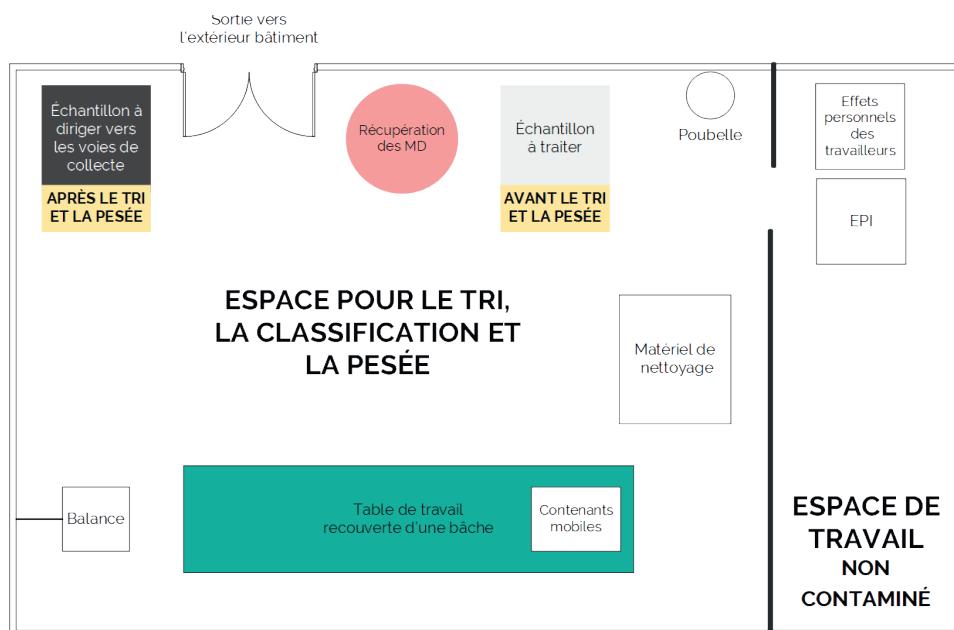 Sortie vers
l'extérieur bâtiment
Échantillon à
diriger vers
les voies de
collecte
APRÈS LE TRI
ET LA PESÉE
Récupération
des MD
Échantillon
à traiter
AVANT LE TRI
ET LA PESÉE
Poubelle
Effets
personnels
des
travailleurs
EPI
ESPACE POUR LE TRI,
LA CLASSIFICATION ET
LA PESÉE
Matériel de
nettoyage
Balance
Table de travail
recouverte d'une bâche
Contenants
mobiles
ESPACE DE
TRAVAIL
NON
CONTAMINÉ